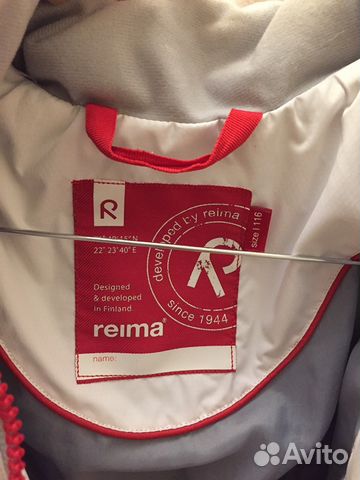 R
22° 23' 40" E
Designed
& developed
in Finland.
reima®
name:
developed by reima
R
since 1944
size | 116
Avito